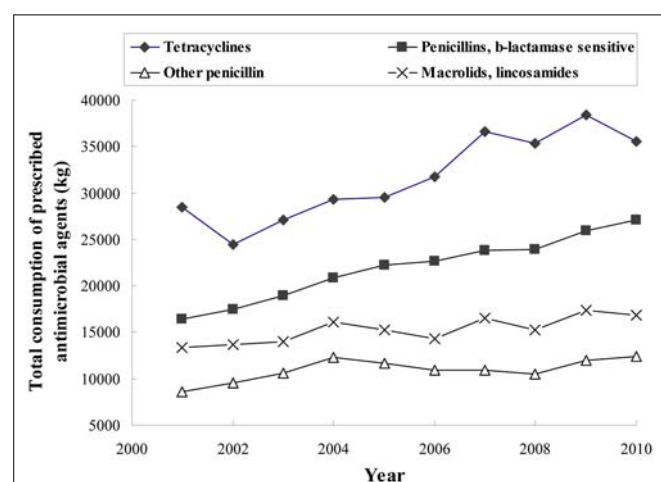 Tetracyclines
Penicillins, b-lactamase sensitive
Other penicillin
Macrolids, lincosamides
Total consumption of prescribed
antimicrobial agents (kg)
40000
35000
30000
25000
20000
15000
10000
5000
2000
2002
2004
2006
2008
2010
Year